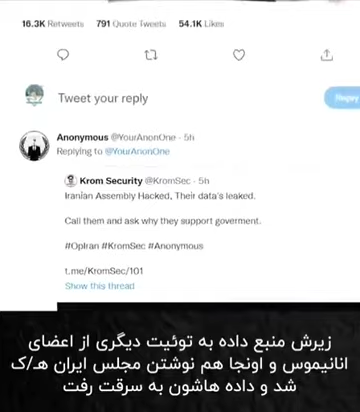 16.3K Retweets 791 Quote Tweets 54.1K Likes
Tweet your reply
Reply
Anonymous @YourAnonOne · 5h
Replying to @YourAnonOne
Krom Security @KromSec · 5h
Iranian Assembly Hacked, Their data's leaked.
Call them and ask why they support goverment.
#OpIran #KromSec #Anonymous
t.me/KromSec/101
Show this thread
زیرش منبع داده به توئیت دیگری از اعضای
انانیموس و اونجا هم نوشتن مجلس ایران هـ/ک
شد و داده هاشون به سرقت رفت